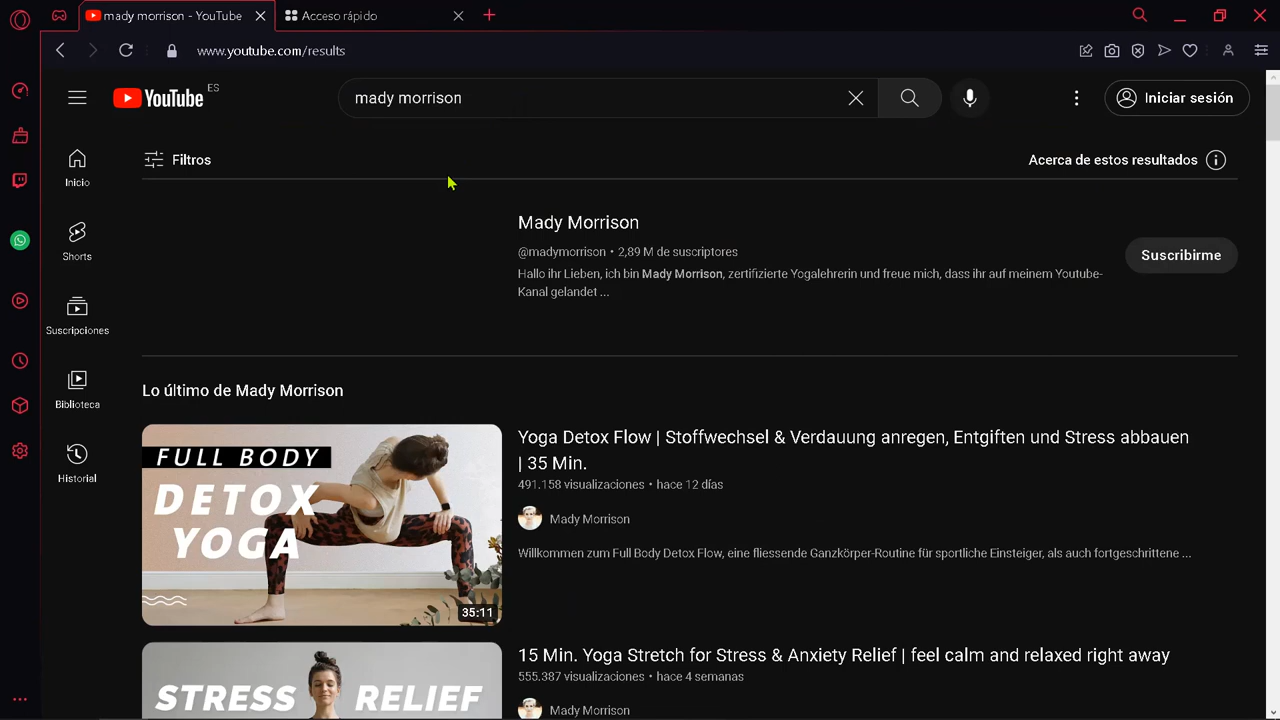 mady morrison - YouTube
Acceso rápido
www.youtube.com/results
YouTube ES
mady morrison
Iniciar sesión
Filtros
Acerca de estos resultados
Inicio
Shorts
Suscripciones
Biblioteca
Historial
Mady Morrison
@madymorrison • 2,89 M de suscriptores
Hallo ihr Lieben, ich bin Mady Morrison, zertifizierte Yogalehrerin und freue mich, dass ihr auf meinem Youtube-
Kanal gelandet ...
Suscribirme
Lo último de Mady Morrison
FULL BODY
DETOX
YOGA
35:11
Yoga Detox Flow | Stoffwechsel & Verdauung anregen, Entgiften und Stress abbauen
| 35 Min.
491.158 visualizaciones • hace 12 días
Mady Morrison
Willkommen zum Full Body Detox Flow, eine fliessende Ganzkörper-Routine für sportliche Einsteiger, als auch fortgeschrittene ...
STRESS RELIEF
15 Min. Yoga Stretch for Stress & Anxiety Relief | feel calm and relaxed right away
555.387 visualizaciones • hace 4 semanas
Mady Morrison